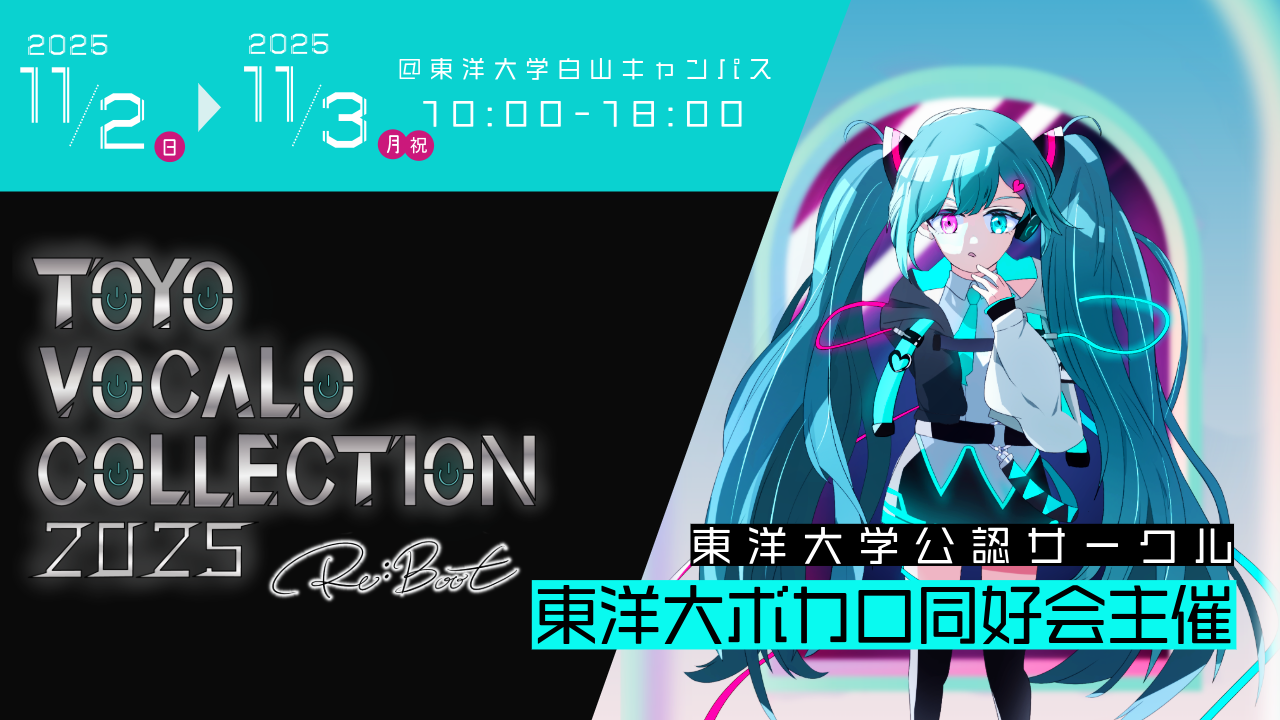 2025
11/2 日
2025
11/3 月 祝
@東洋大学白山キャンパス
10:00-18:00
TOYO
VOCALO
COLLECTION
2025
Re:Boot
東洋大学公認サークル
東洋大ボカロ同好会主催